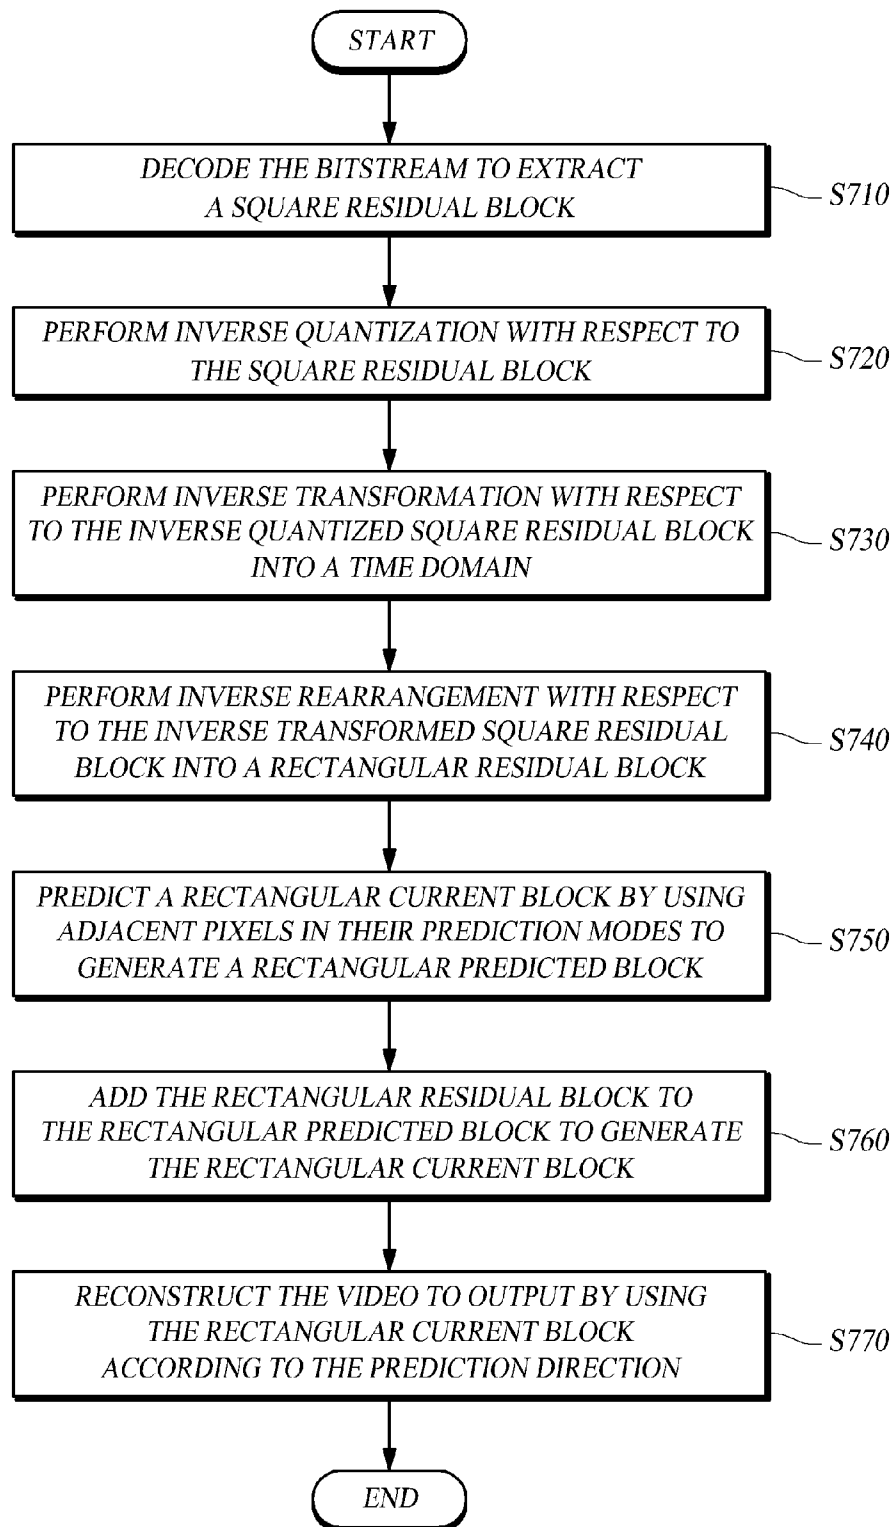 START
DECODE THE BITSTREAM TO EXTRACT
A SQUARE RESIDUAL BLOCK
S710
PERFORM INVERSE QUANTIZATION WITH RESPECT TO
THE SQUARE RESIDUAL BLOCK
S720
PERFORM INVERSE TRANSFORMATION WITH RESPECT
TO THE INVERSE QUANTIZED SQUARE RESIDUAL BLOCK
INTO A TIME DOMAIN
S730
PERFORM INVERSE REARRANGEMENT WITH RESPECT
TO THE INVERSE TRANSFORMED SQUARE RESIDUAL
BLOCK INTO A RECTANGULAR RESIDUAL BLOCK
S740
PREDICT A RECTANGULAR CURRENT BLOCK BY USING
ADJACENT PIXELS IN THEIR PREDICTION MODES TO
GENERATE A RECTANGULAR PREDICTED BLOCK
S750
ADD THE RECTANGULAR RESIDUAL BLOCK TO
THE RECTANGULAR PREDICTED BLOCK TO GENERATE
THE RECTANGULAR CURRENT BLOCK
S760
RECONSTRUCT THE VIDEO TO OUTPUT BY USING
THE RECTANGULAR CURRENT BLOCK
ACCORDING TO THE PREDICTION DIRECTION
S770
END